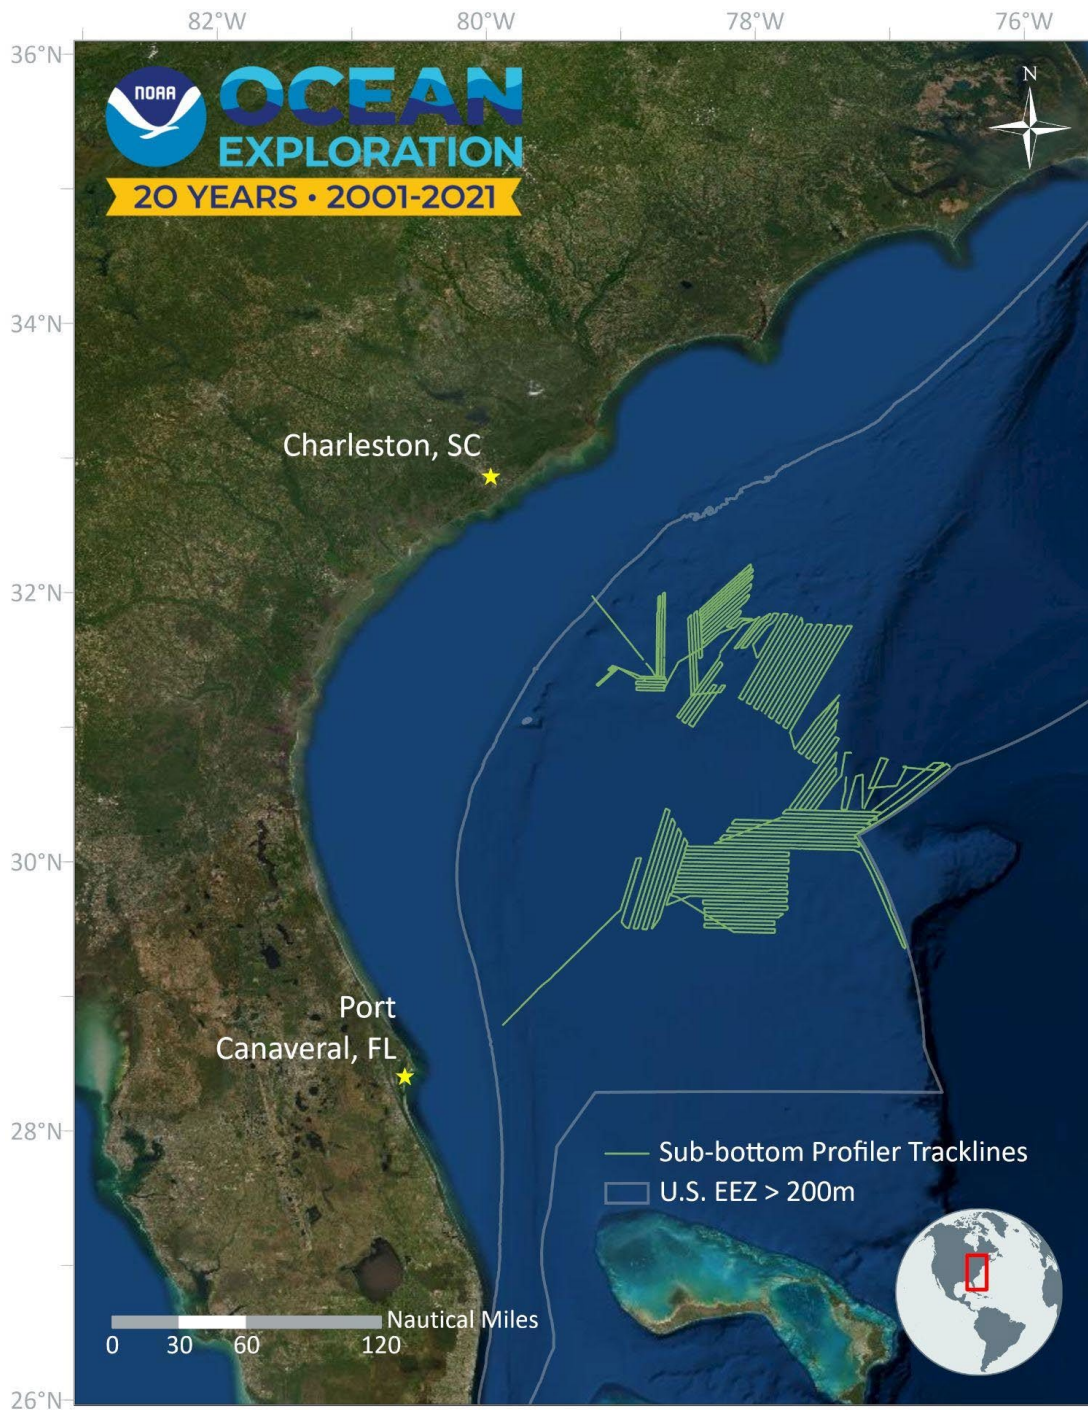 82°W 80°W 78°W 76°W
36°N
NOAA
OCEAN
EXPLORATION
20 YEARS • 2001-2021
N
34°N
Charleston, SC
32°N
30°N
Port
Canaveral, FL
28°N
Sub-bottom Profiler Tracklines
U.S. EEZ > 200m
Nautical Miles
0 30 60 120
26°N